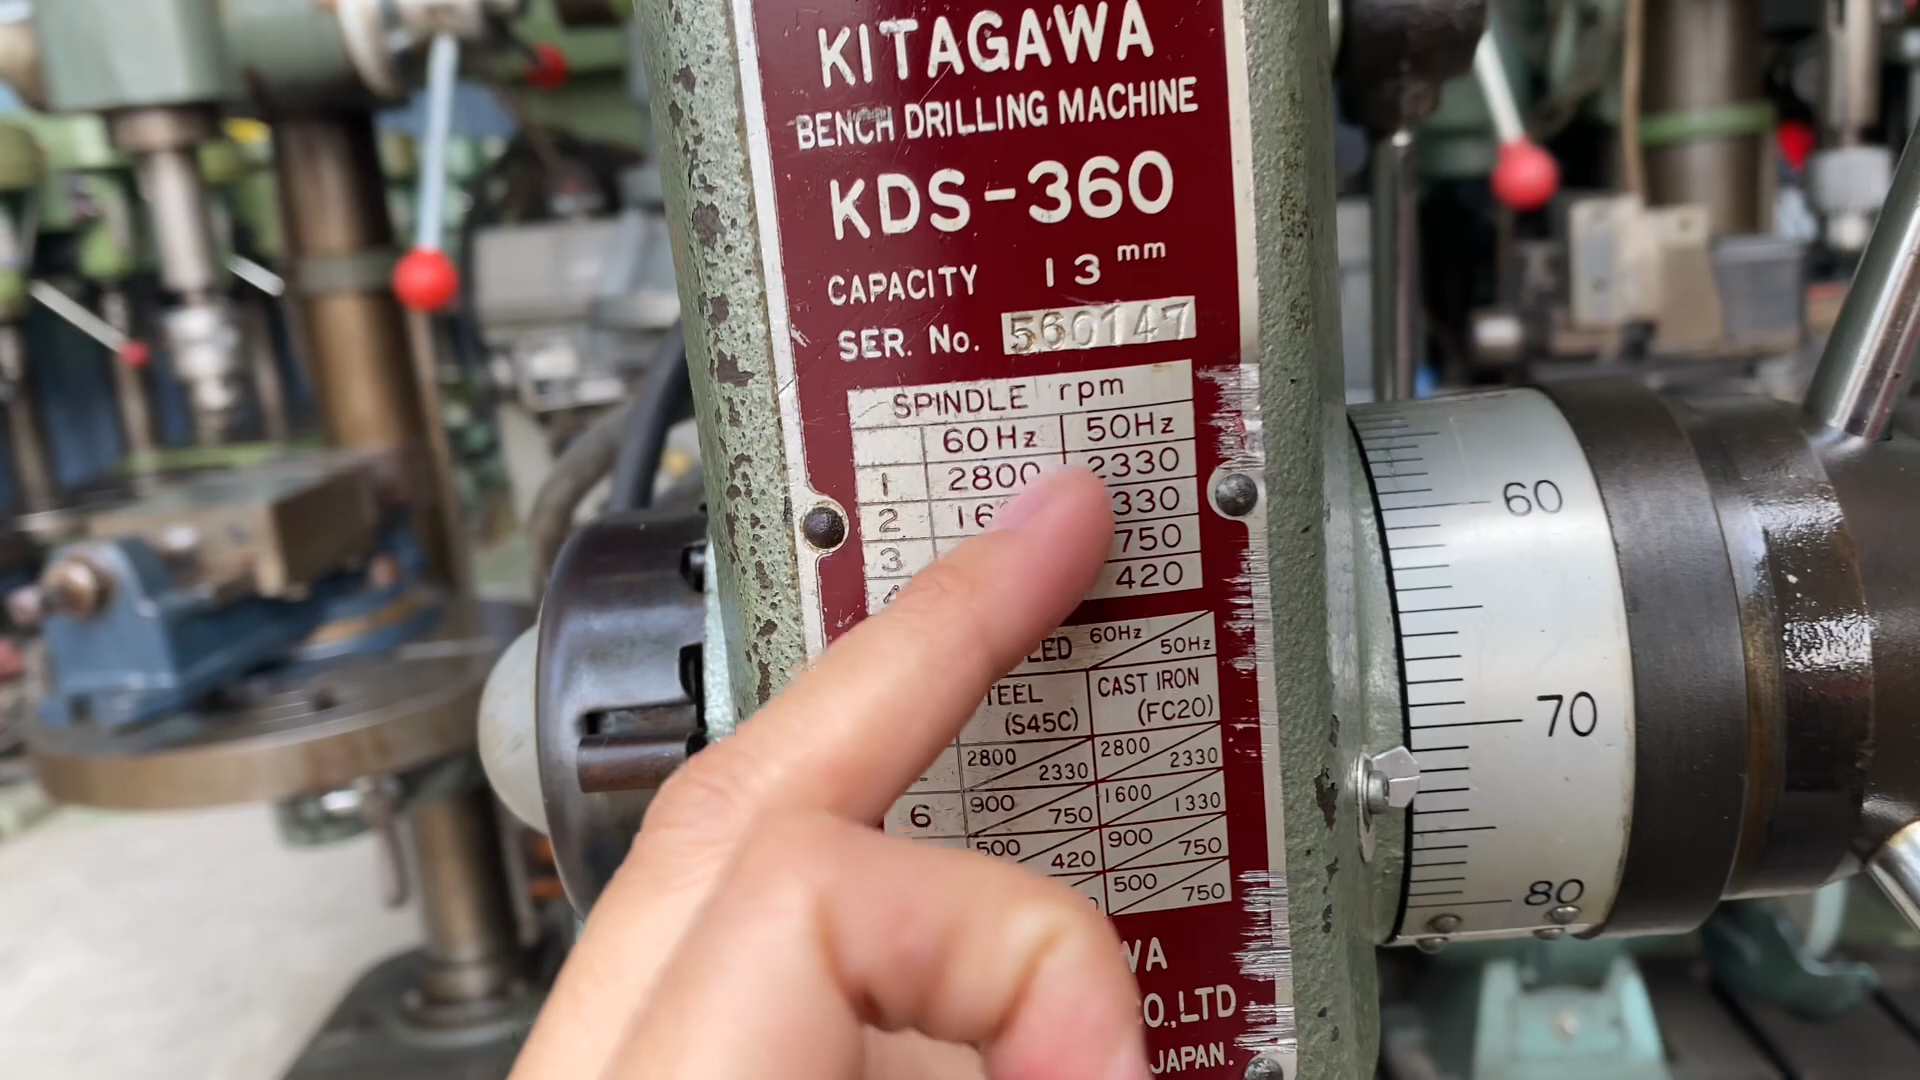 KITAGAWA
BENCH DRILLING MACHINE
KDS-360
CAPACITY 13 mm
SER. No. 560147
SPINDLE rpm
60Hz 50Hz
1 2800 2330
2 330
3 750
420
60Hz 50Hz
(S45C) CAST IRON (FC20)
2800 2330 2800 2330
6 900 750 1600 1330
500 420 900 750
500 750
CO.,LTD
JAPAN.
60
70
80